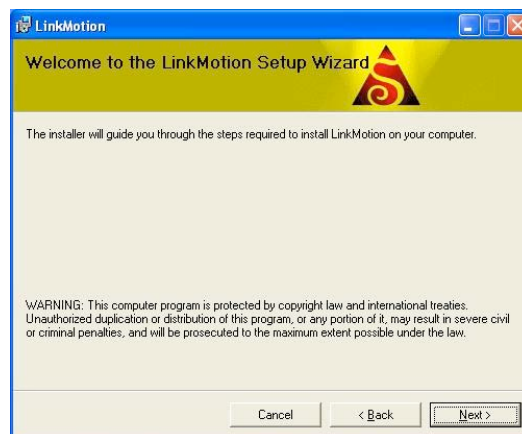 LinkMotion
Welcome to the LinkMotion Setup Wizard
The installer will guide you through the steps required to install LinkMotion on your computer.
WARNING: This computer program is protected by copyright law and international treaties.
Unauthorized duplication or distribution of this program, or any portion of it, may result in severe civil
or criminal penalties, and will be prosecuted to the maximum extent possible under the law.
Cancel
< Back
Next >